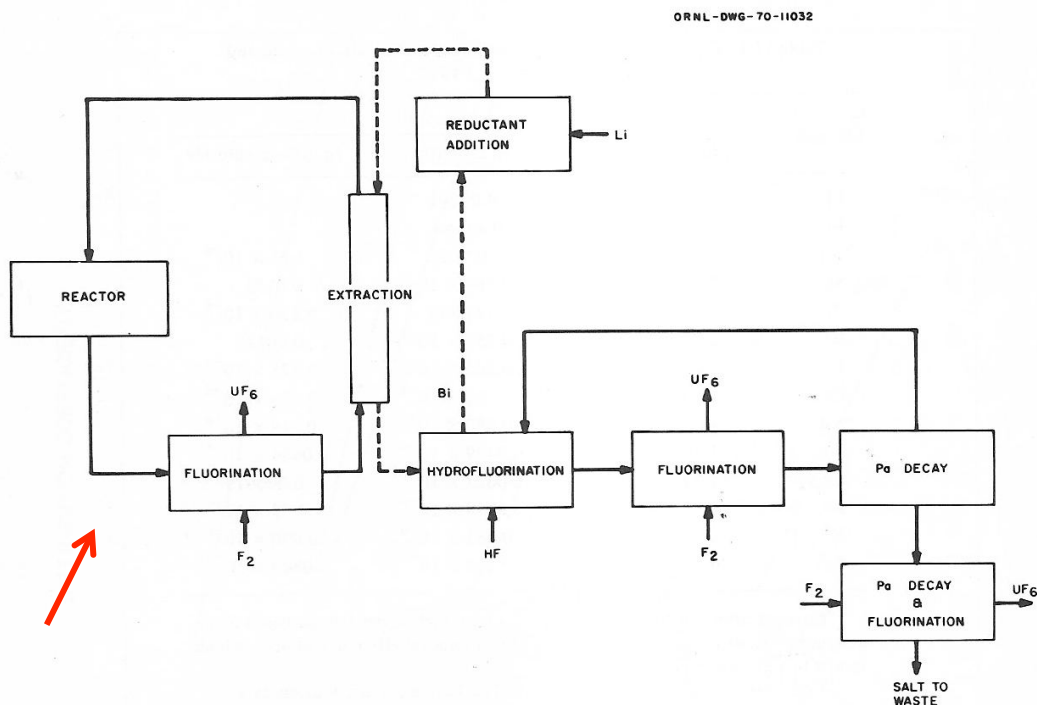 ORNL-DWG-70-11032
REDUCTANT
ADDITION
Li
REACTOR
EXTRACTION
Bi
UF6
UF6
FLUORINATION
HYDROFLUORINATION
FLUORINATION
Pa DECAY
F2
HF
F2
F2
Pa DECAY
&
FLUORINATION
UF6
SALT TO
WASTE